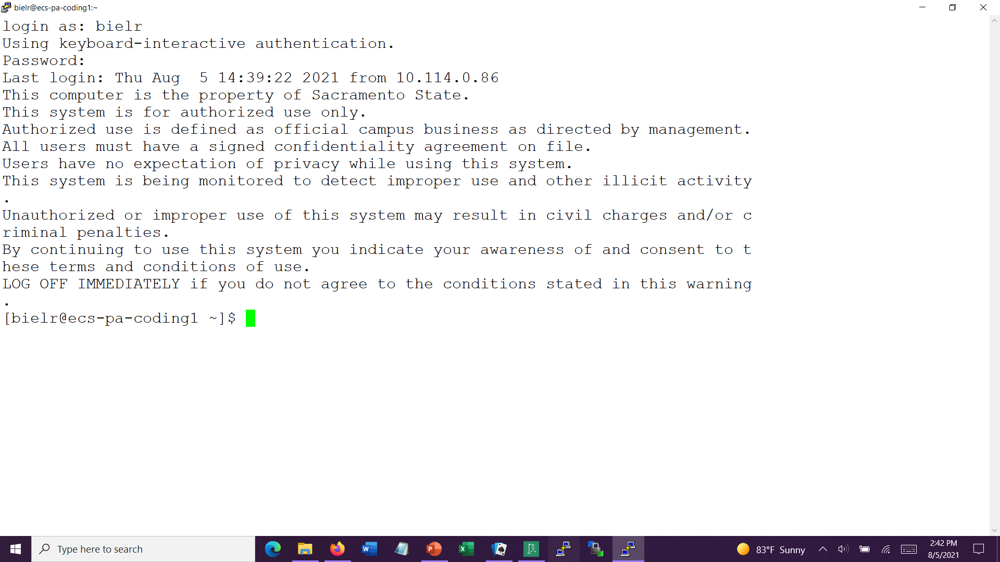 bielr@ecs-pa-coding1:~
login as: bielr
Using keyboard-interactive authentication.
Password:
Last login: Thu Aug  5 14:39:22 2021 from 10.114.0.86
This computer is the property of Sacramento State.
This system is for authorized use only.
Authorized use is defined as official campus business as directed by management.
All users must have a signed confidentiality agreement on file.
Users have no expectation of privacy while using this system.
This system is being monitored to detect improper use and other illicit activity
.
Unauthorized or improper use of this system may result in civil charges and/or c
riminal penalties.
By continuing to use this system you indicate your awareness of and consent to t
hese terms and conditions of use.
LOG OFF IMMEDIATELY if you do not agree to the conditions stated in this warning
.
[bielr@ecs-pa-coding1 ~]$
Type here to search
83°F Sunny
2:42 PM
8/5/2021